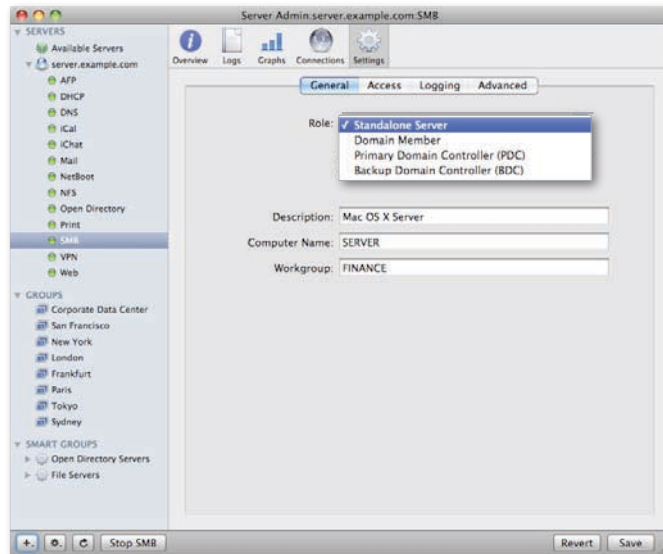 Server Admin:server.example.com:SMB
SERVERS
Available Servers
server.example.com
AFP
DHCP
DNS
iCal
iChat
Mail
NetBoot
NFS
Open Directory
Print
SMB
VPN
Web
GROUPS
Corporate Data Center
San Francisco
New York
London
Frankfurt
Paris
Tokyo
Sydney
SMART GROUPS
Open Directory Servers
File Servers
Stop SMB
Overview Logs Graphs Connections Settings
General Access Logging Advanced
Role: ✓ Standalone Server
Domain Member
Primary Domain Controller (PDC)
Backup Domain Controller (BDC)
Description: Mac OS X Server
Computer Name: SERVER
Workgroup: FINANCE
Revert Save